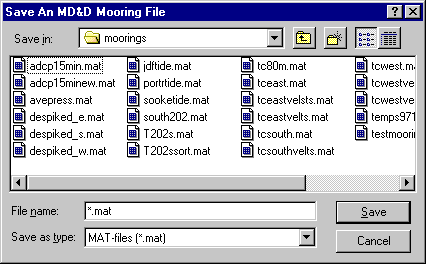 Save An MD&D Mooring File
Save in: moorings
adcp15min.mat jdftide.mat tc80m.mat tcwest.ma
adcp15minew.mat portrtide.mat tceast.mat tcwestve
avepress.mat sooketide.mat tceastvelsts.mat tcwestve
despiked_e.mat south202.mat tceastvelts.mat temps971
despiked_s.mat T202s.mat tcsouth.mat testmoorin
despiked_w.mat T202ssort.mat tcsouthvelts.mat
File name: *.mat Save
Save as type: MAT-files (*.mat) Cancel